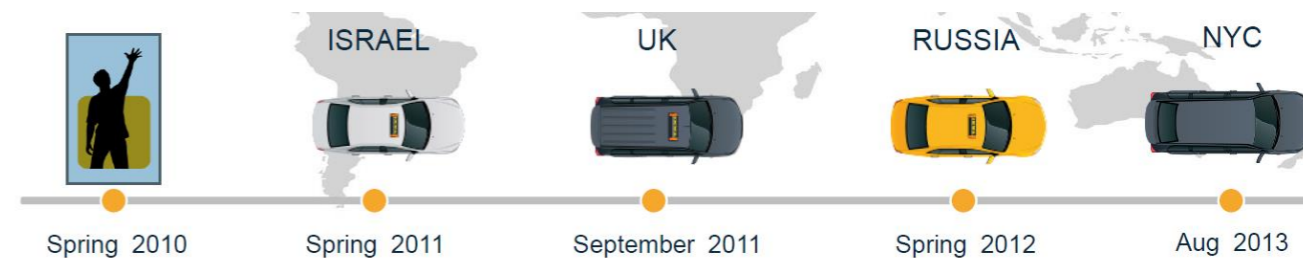 ISRAEL
UK
RUSSIA
NYC
Spring 2010
Spring 2011
September 2011
Spring 2012
Aug 2013